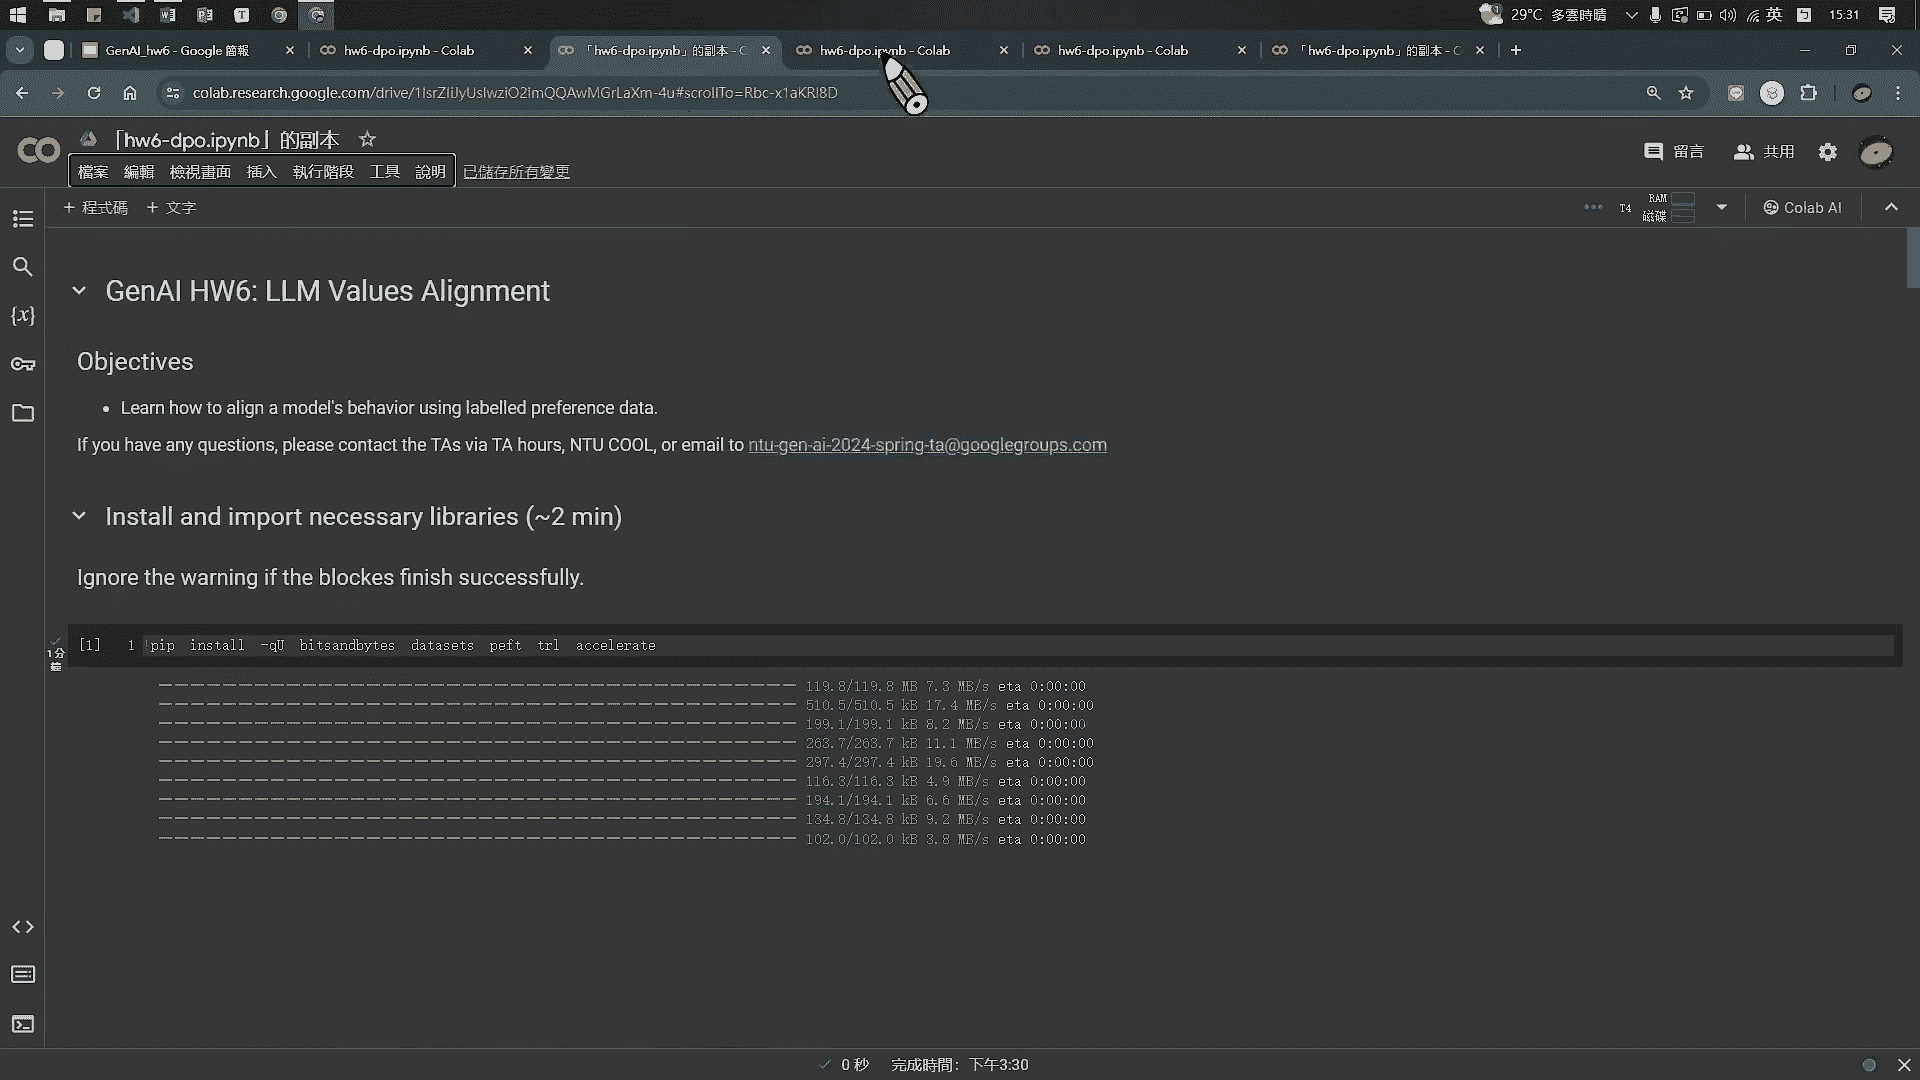 29°C 多雲時晴
英
15:31
GenAI_hw6 - Google 簡報
hw6-dpo.ipynb - Colab
「hw6-dpo.ipynb」的副本 - C
hw6-dpo.ipynb - Colab
hw6-dpo.ipynb - Colab
「hw6-dpo.ipynb」的副本 - C
colab.research.google.com/drive/1IsrZIiJyUslwziO2imQQAwMGrLaXm-4u#scrollTo=Rbc-x1aKRI8D
「hw6-dpo.ipynb」的副本
檔案 編輯 檢視畫面 插入 執行階段 工具 說明 已儲存所有變更
留言 共用
+ 程式碼 + 文字
T4 RAM 磁碟
Colab AI
GenAI HW6: LLM Values Alignment
Objectives
• Learn how to align a model's behavior using labelled preference data.
If you have any questions, please contact the TAs via TA hours, NTU COOL, or email to ntu-gen-ai-2024-spring-ta@googlegroups.com
Install and import necessary libraries (~2 min)
Ignore the warning if the blockes finish successfully.
1 分鐘
[1] 1 !pip install -qU bitsandbytes datasets peft trl accelerate
119.8/119.8 MB 7.3 MB/s eta 0:00:00
510.5/510.5 kB 17.4 MB/s eta 0:00:00
199.1/199.1 kB 8.2 MB/s eta 0:00:00
263.7/263.7 kB 11.1 MB/s eta 0:00:00
297.4/297.4 kB 19.6 MB/s eta 0:00:00
116.3/116.3 kB 4.9 MB/s eta 0:00:00
194.1/194.1 kB 6.6 MB/s eta 0:00:00
134.8/134.8 kB 9.2 MB/s eta 0:00:00
102.0/102.0 kB 3.8 MB/s eta 0:00:00
0 秒 完成時間：下午3:30